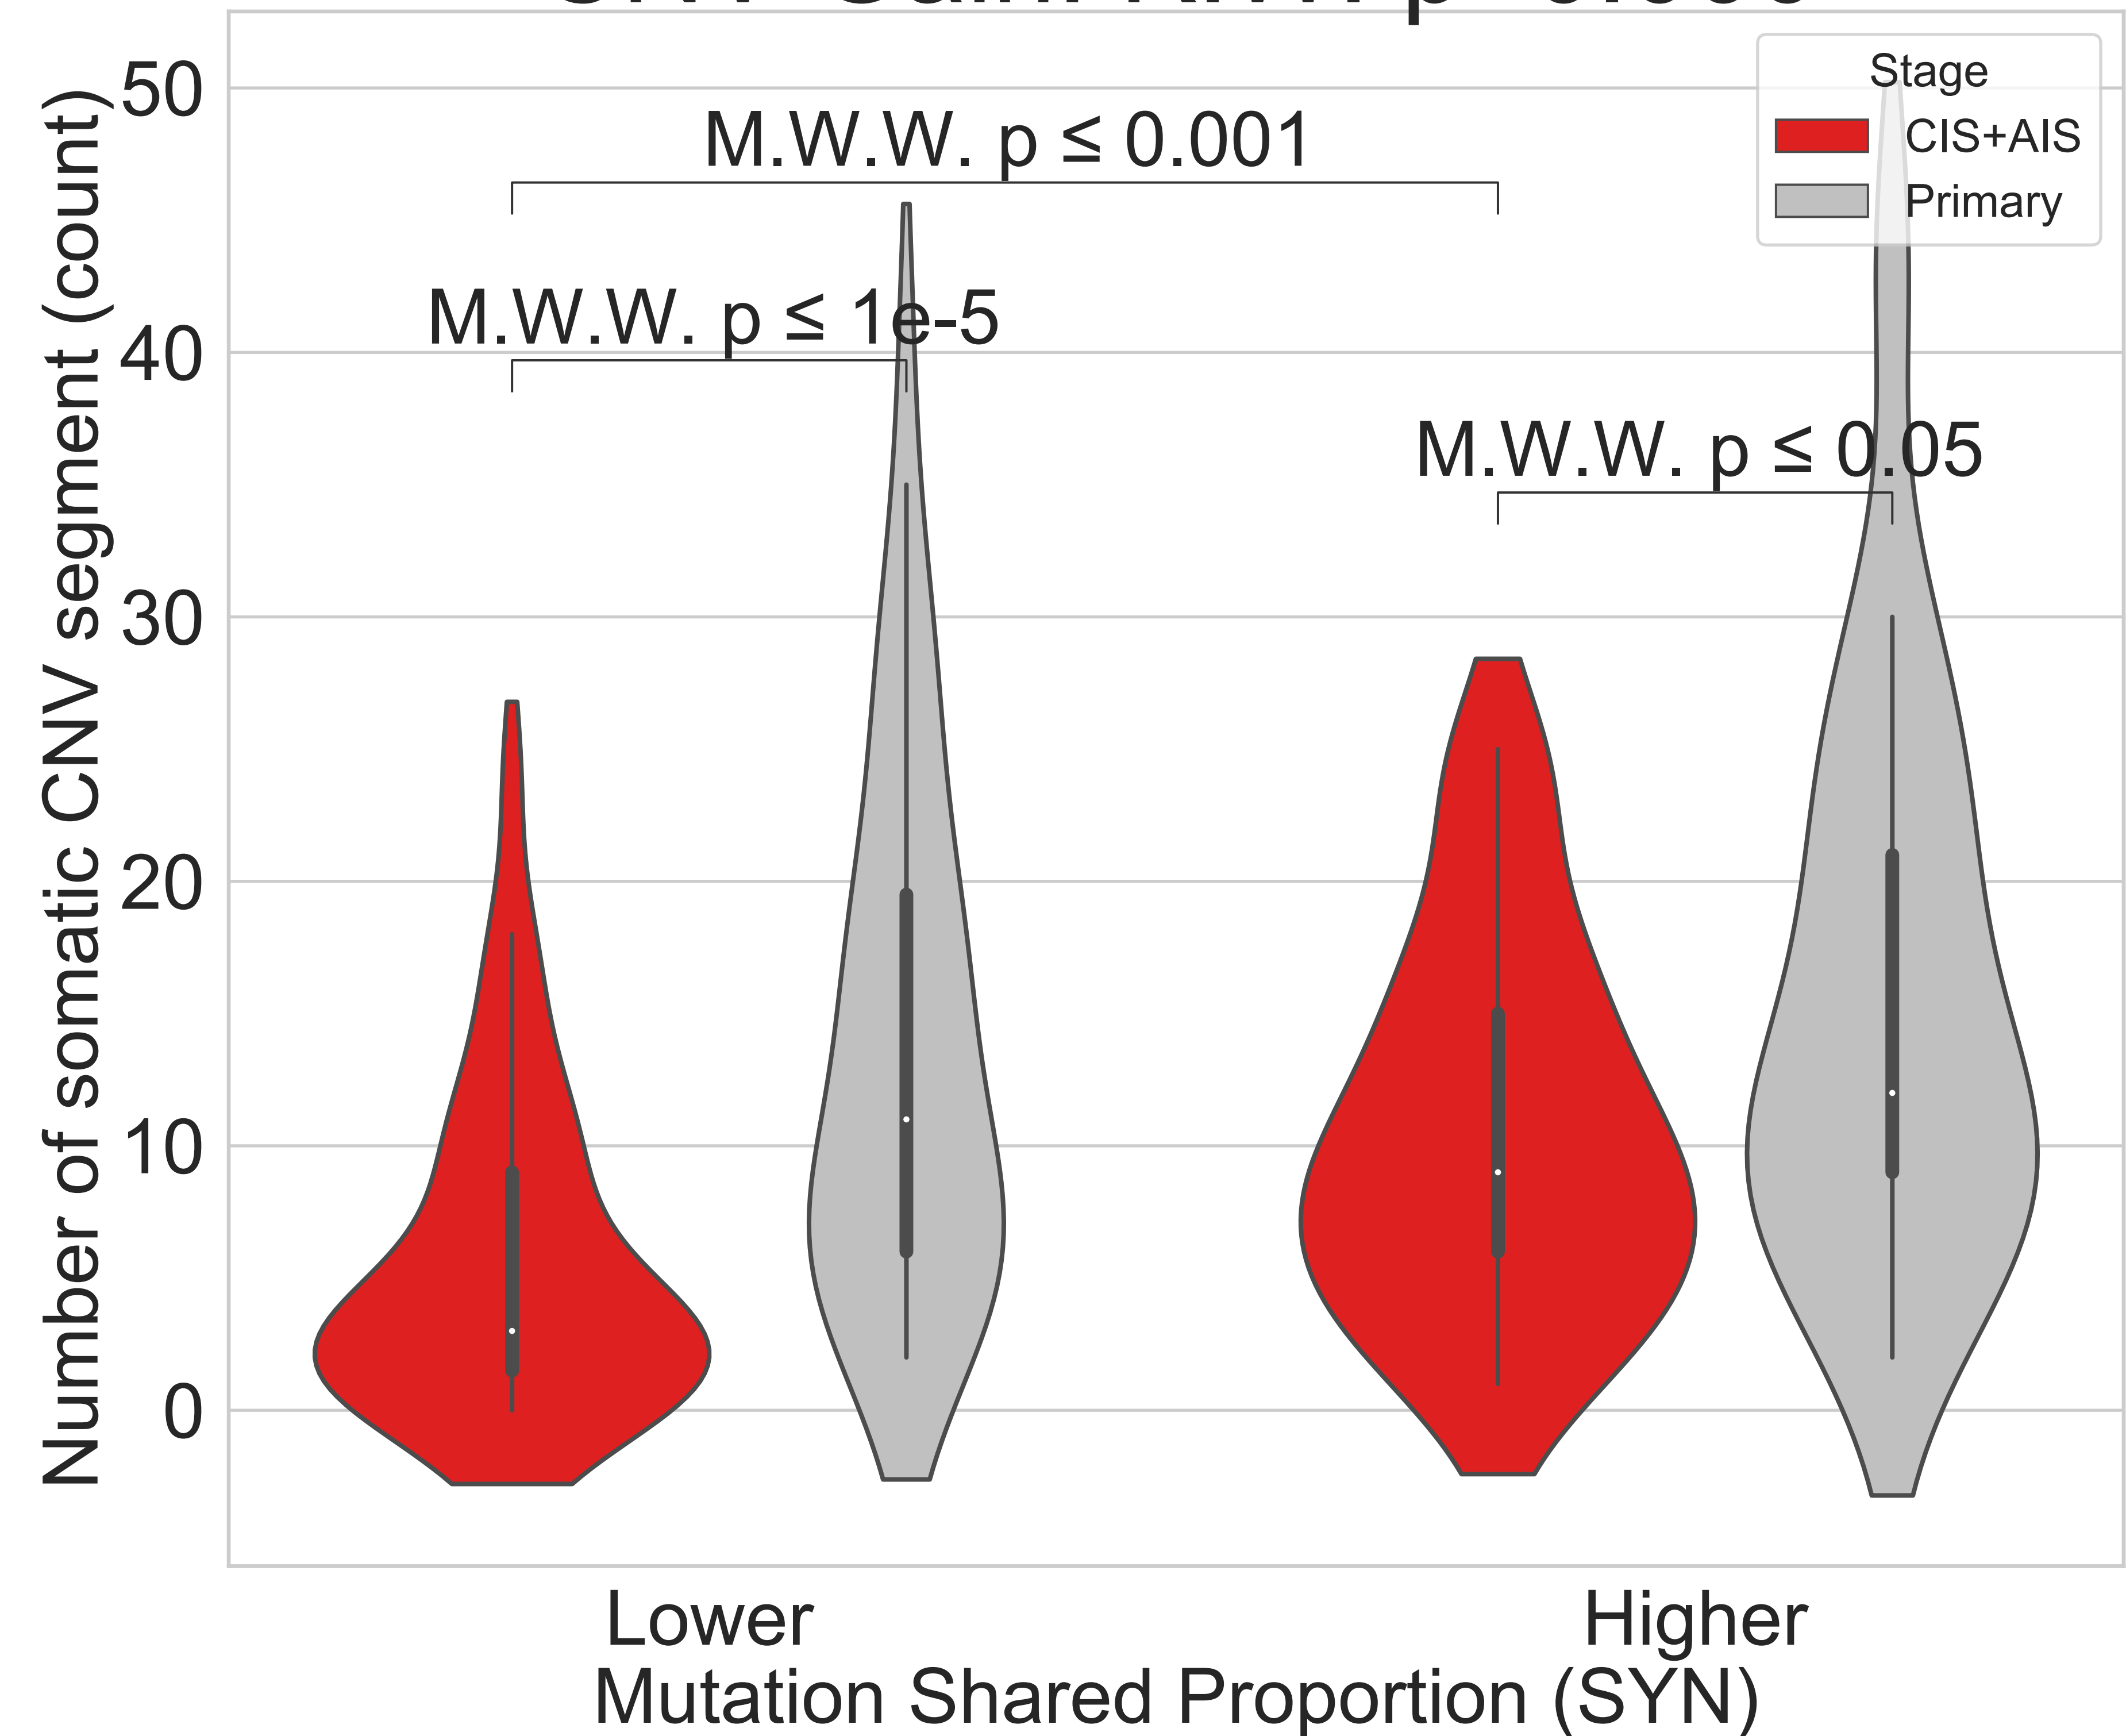 Stage
CIS+AIS
Primary
M.W.W. p ≤ 0.001
M.W.W. p ≤ 1e-5
M.W.W. p ≤ 0.05
Number of somatic CNV segment (count)
50
40
30
20
10
0
Lower
Higher
Mutation Shared Proportion (SYN)